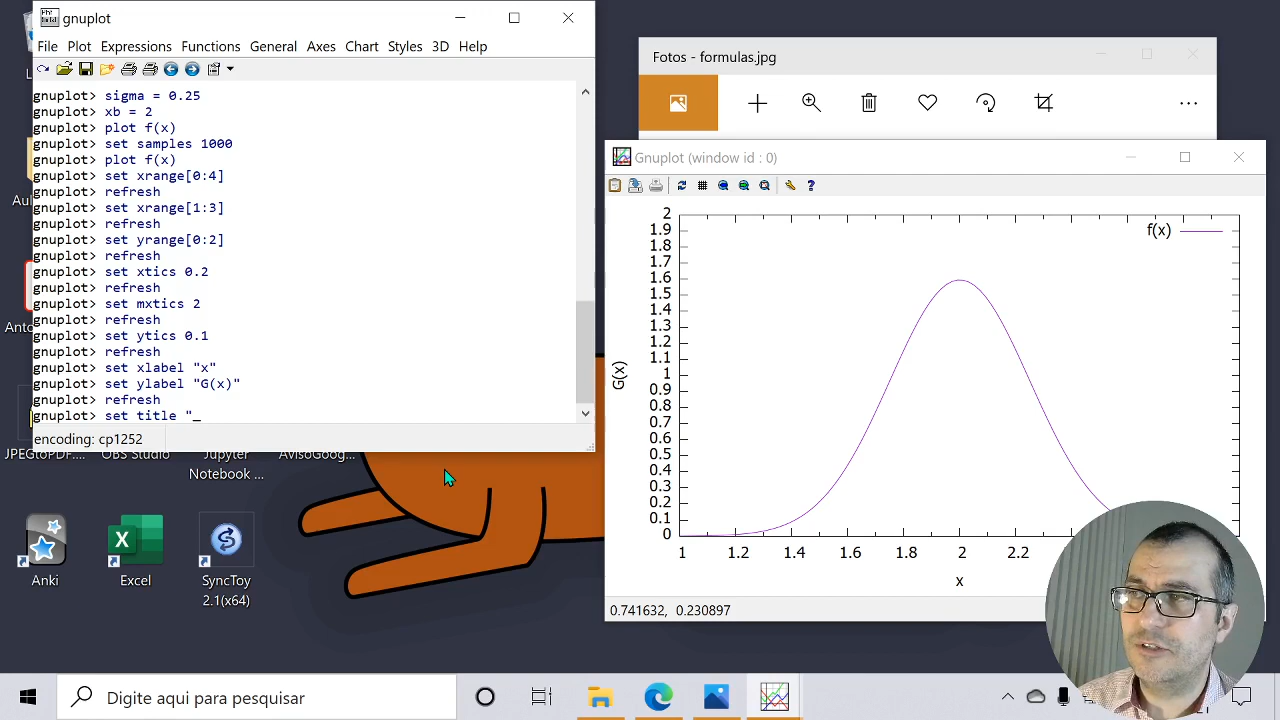 gnuplot
File Plot Expressions Functions General Axes Chart Styles 3D Help
gnuplot> sigma = 0.25
gnuplot> xb = 2
gnuplot> plot f(x)
gnuplot> set samples 1000
gnuplot> plot f(x)
gnuplot> set xrange[0:4]
gnuplot> refresh
gnuplot> set xrange[1:3]
gnuplot> refresh
gnuplot> set yrange[0:2]
gnuplot> refresh
gnuplot> set xtics 0.2
gnuplot> refresh
gnuplot> set mxtics 2
gnuplot> refresh
gnuplot> set ytics 0.1
gnuplot> refresh
gnuplot> set xlabel "x"
gnuplot> set ylabel "G(x)"
gnuplot> refresh
gnuplot> set title "_
encoding: cp1252
Fotos - formulas.jpg
Gnuplot (window id : 0)
f(x)
2
1.9
1.8
1.7
1.6
1.5
1.4
1.3
1.2
1.1
1
0.9
0.8
0.7
0.6
0.5
0.4
0.3
0.2
0.1
0
G(x)
1 1.2 1.4 1.6 1.8 2 2.2
x
0.741632, 0.230897
JPEGtoPDF....
OBS Studio
Jupyter
Notebook ...
AvisoGoog...
Anki
Excel
SyncToy
2.1(x64)
Digite aqui para pesquisar